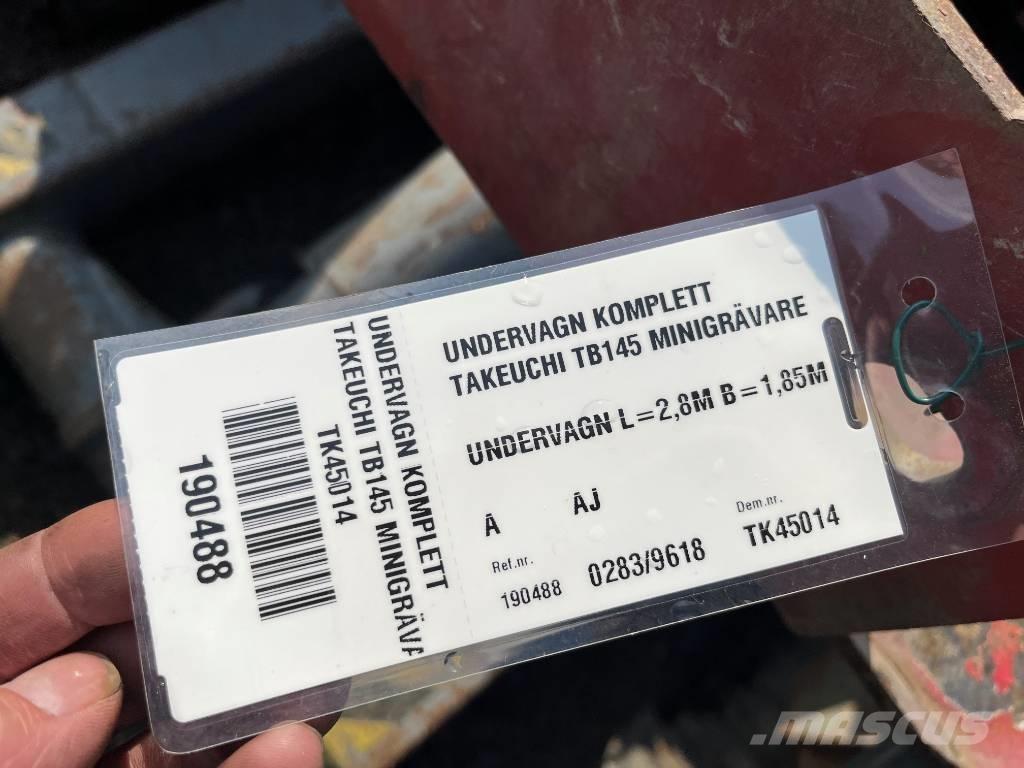 UNDERVAGN KOMPLETT
TAKEUCHI TB145 MINIGRÄVARE
UNDERVAGN L=2,8M B=1,85M
A ÅJ
Ref.nr. Dem.nr.
190488 0283/9618 TK45014
UNDERVAGN KOMPLETT
TAKEUCHI TB145 MINIGRÄVA
TK45014
190488
MASCUS